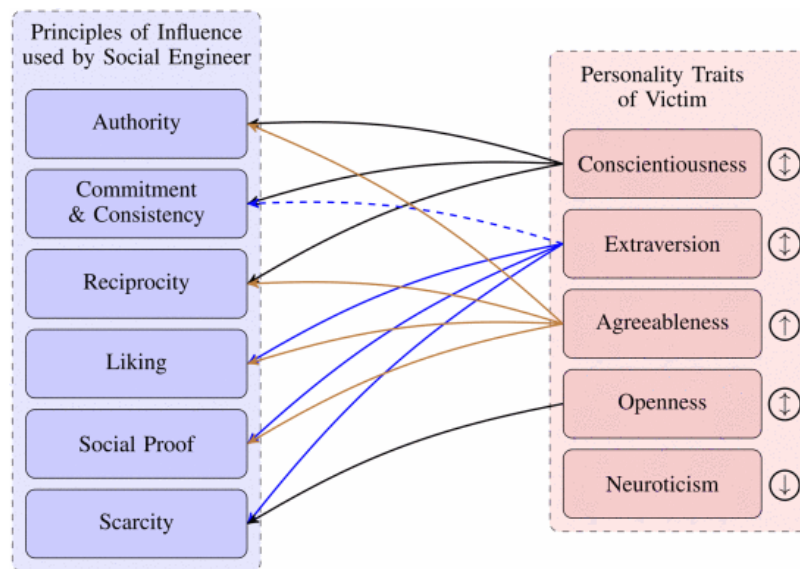 Principles of Influence
used by Social Engineer
Authority
Commitment
& Consistency
Reciprocity
Liking
Social Proof
Scarcity
Personality Traits
of Victim
Conscientiousness
Extraversion
Agreeableness
Openness
Neuroticism